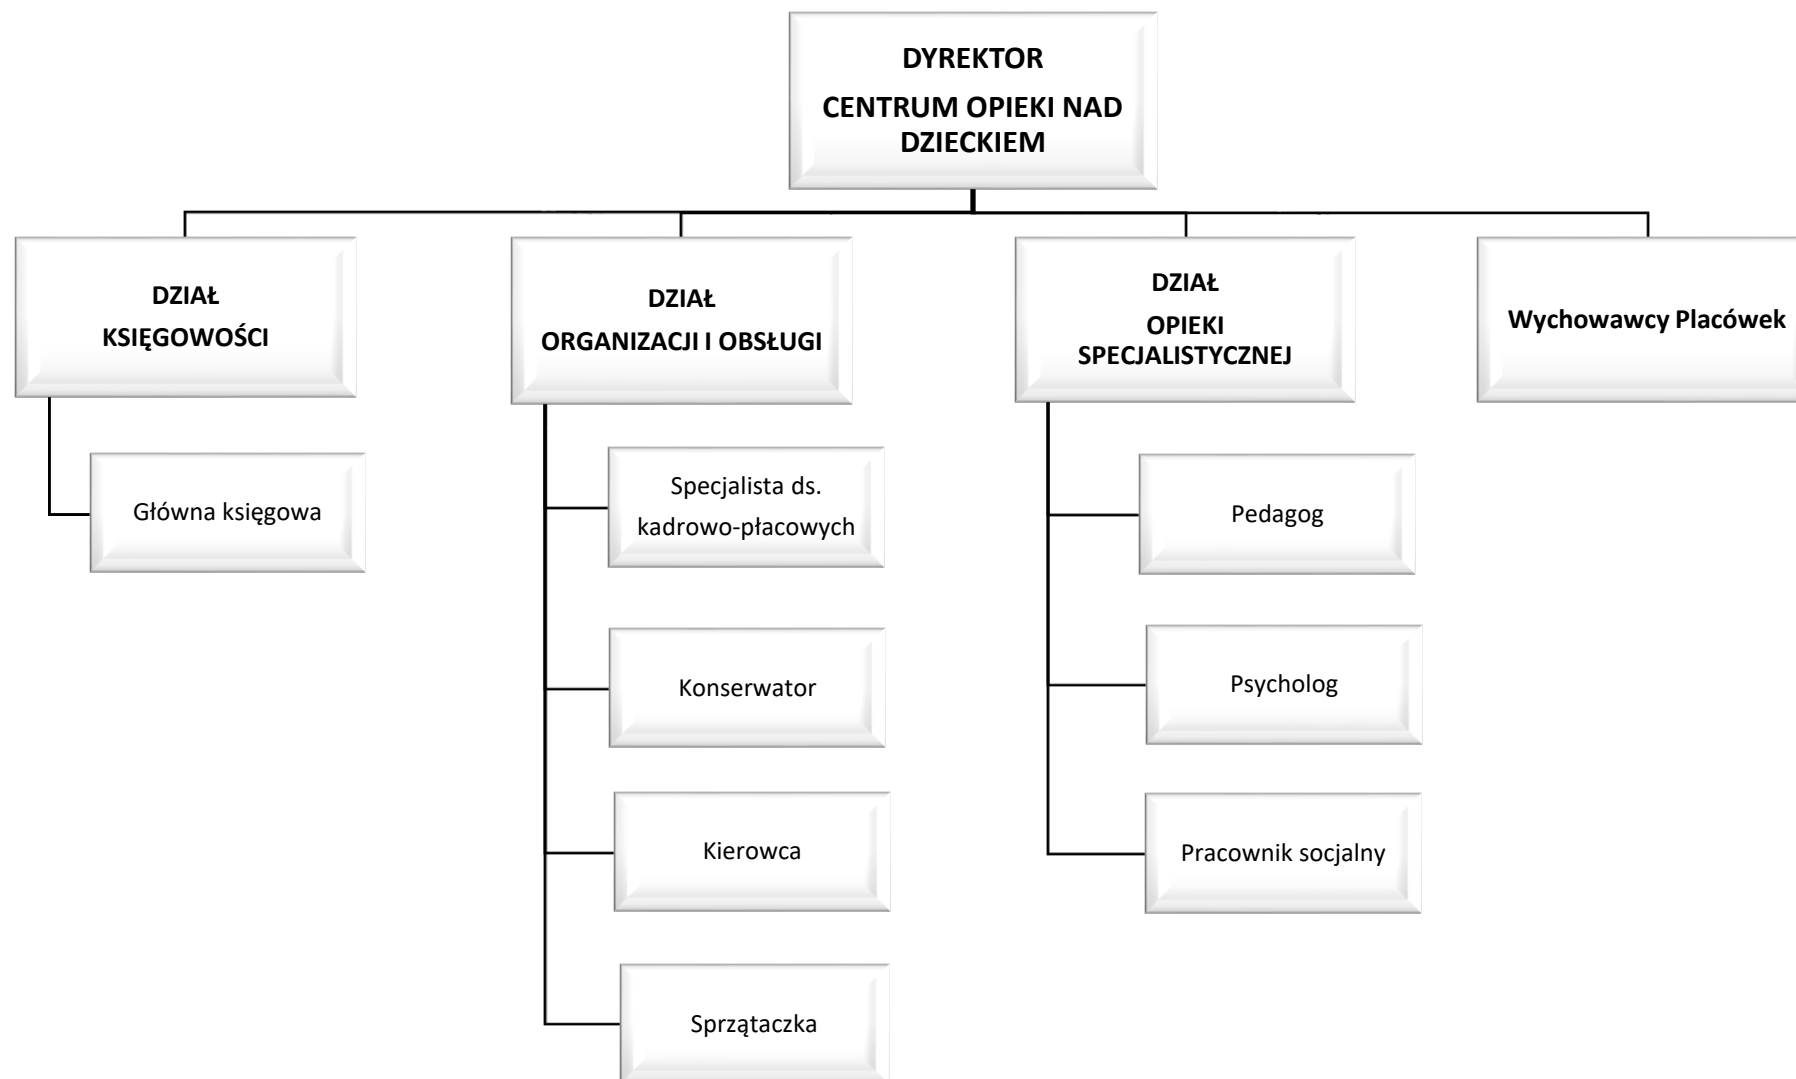 DYREKTOR
CENTRUM OPIEKI NAD
DZIECKIEM
DZIAŁ
KSIĘGOWOŚCI
DZIAŁ
ORGANIZACJI I OBSŁUGI
DZIAŁ
OPIEKI
SPECJALISTYCZNEJ
Wychowawcy Placówek
Główna księgowa
Specjalista ds.
kadrowo-płacowych
Konserwator
Kierowca
Sprzątaczka
Pedagog
Psycholog
Pracownik socjalny